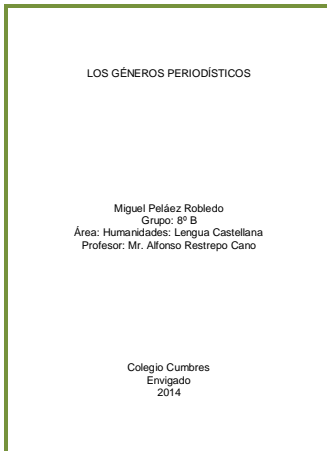 LOS GÉNEROS PERIODÍSTICOS
Miguel Peláez Robledo
Grupo: 8º B
Área: Humanidades: Lengua Castellana
Profesor: Mr. Alfonso Restrepo Cano
Colegio Cumbres
Envigado
2014